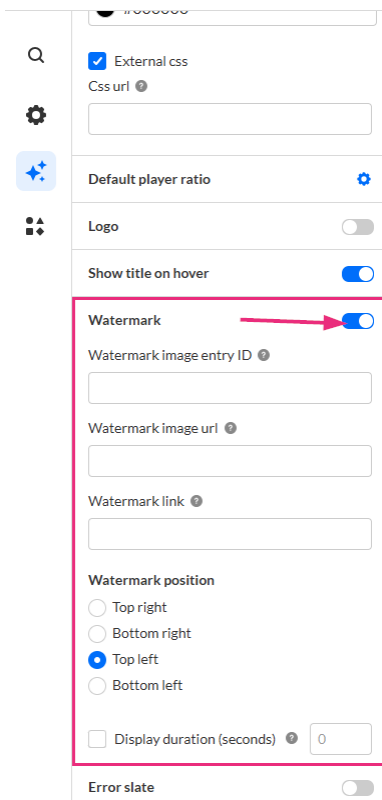 External css
Css url
Default player ratio
Logo
Show title on hover
Watermark
Watermark image entry ID
Watermark image url
Watermark link
Watermark position
Top right
Bottom right
Top left
Bottom left
Display duration (seconds) 0
Error slate